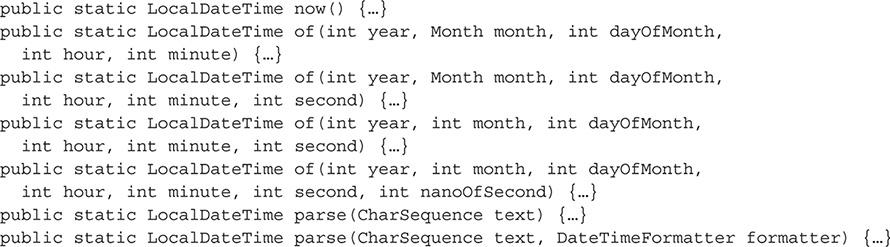 public static LocalDateTime now() {…}
public static LocalDateTime of(int year, Month month, int dayOfMonth,
  int hour, int minute) {…}
public static LocalDateTime of(int year, Month month, int dayOfMonth,
  int hour, int minute, int second) {…}
public static LocalDateTime of(int year, int month, int dayOfMonth,
  int hour, int minute, int second) {…}
public static LocalDateTime of(int year, int month, int dayOfMonth,
  int hour, int minute, int second, int nanoOfSecond) {…}
public static LocalDateTime parse(CharSequence text) {…}
public static LocalDateTime parse(CharSequence text, DateTimeFormatter formatter) {…}